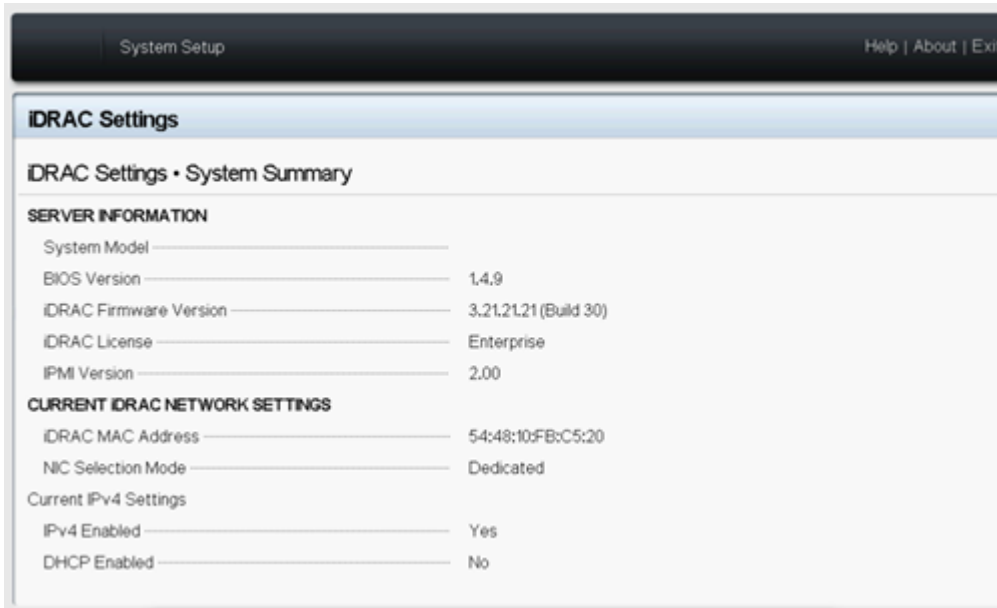 System Setup
Help | About | Exi
iDRAC Settings
iDRAC Settings • System Summary
SERVER INFORMATION
System Model
BIOS Version 1.4.9
iDRAC Firmware Version 3.21.21.21 (Build 30)
iDRAC License Enterprise
IPMI Version 2.00
CURRENT iDRAC NETWORK SETTINGS
iDRAC MAC Address 54:48:10:FB:C5:20
NIC Selection Mode Dedicated
Current IPv4 Settings
IPv4 Enabled Yes
DHCP Enabled No